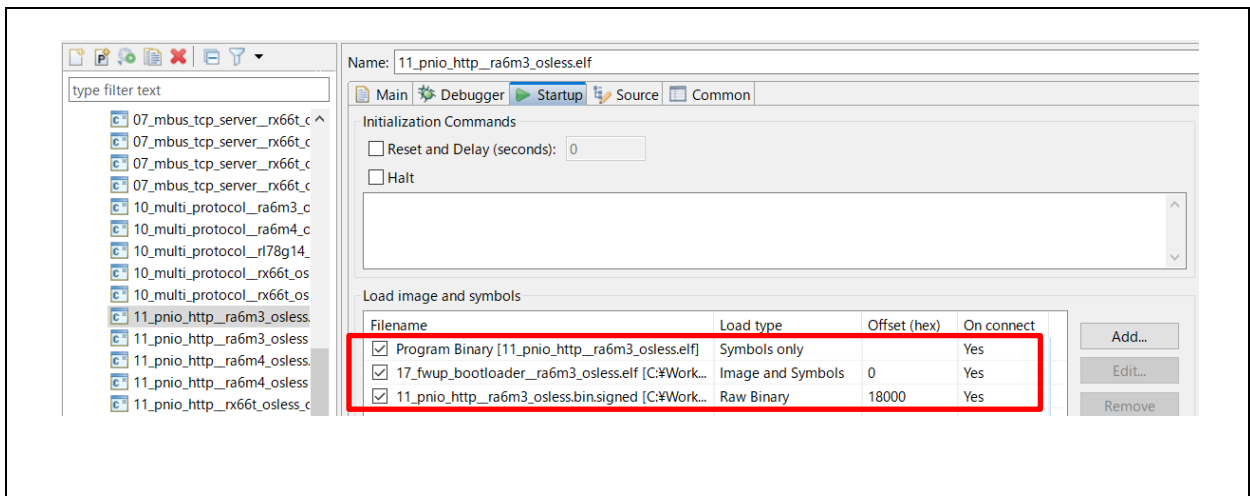 Name: 11_pnio_http__ra6m3_osless.elf
type filter text
07_mbus_tcp_server__rx66t_c
07_mbus_tcp_server__rx66t_c
07_mbus_tcp_server__rx66t_c
07_mbus_tcp_server__rx66t_c
10_multi_protocol__ra6m3_o
10_multi_protocol__ra6m4_o
10_multi_protocol__rl78g14_
10_multi_protocol__rx66t_os
10_multi_protocol__rx66t_os
11_pnio_http__ra6m3_osless.
11_pnio_http__ra6m3_osless
11_pnio_http__ra6m4_osless.
11_pnio_http__ra6m4_osless
11_pnio_http__rx66t_osless_c
Main Debugger Startup Source Common
Initialization Commands
Reset and Delay (seconds): 0
Halt
Load image and symbols
Filename Load type Offset (hex) On connect
Program Binary [11_pnio_http__ra6m3_osless.elf] Symbols only Yes
17_fwup_bootloader__ra6m3_osless.elf [C:¥Work... Image and Symbols 0 Yes
11_pnio_http__ra6m3_osless.bin.signed [C:¥Work... Raw Binary 18000 Yes
Add...
Edit...
Remove